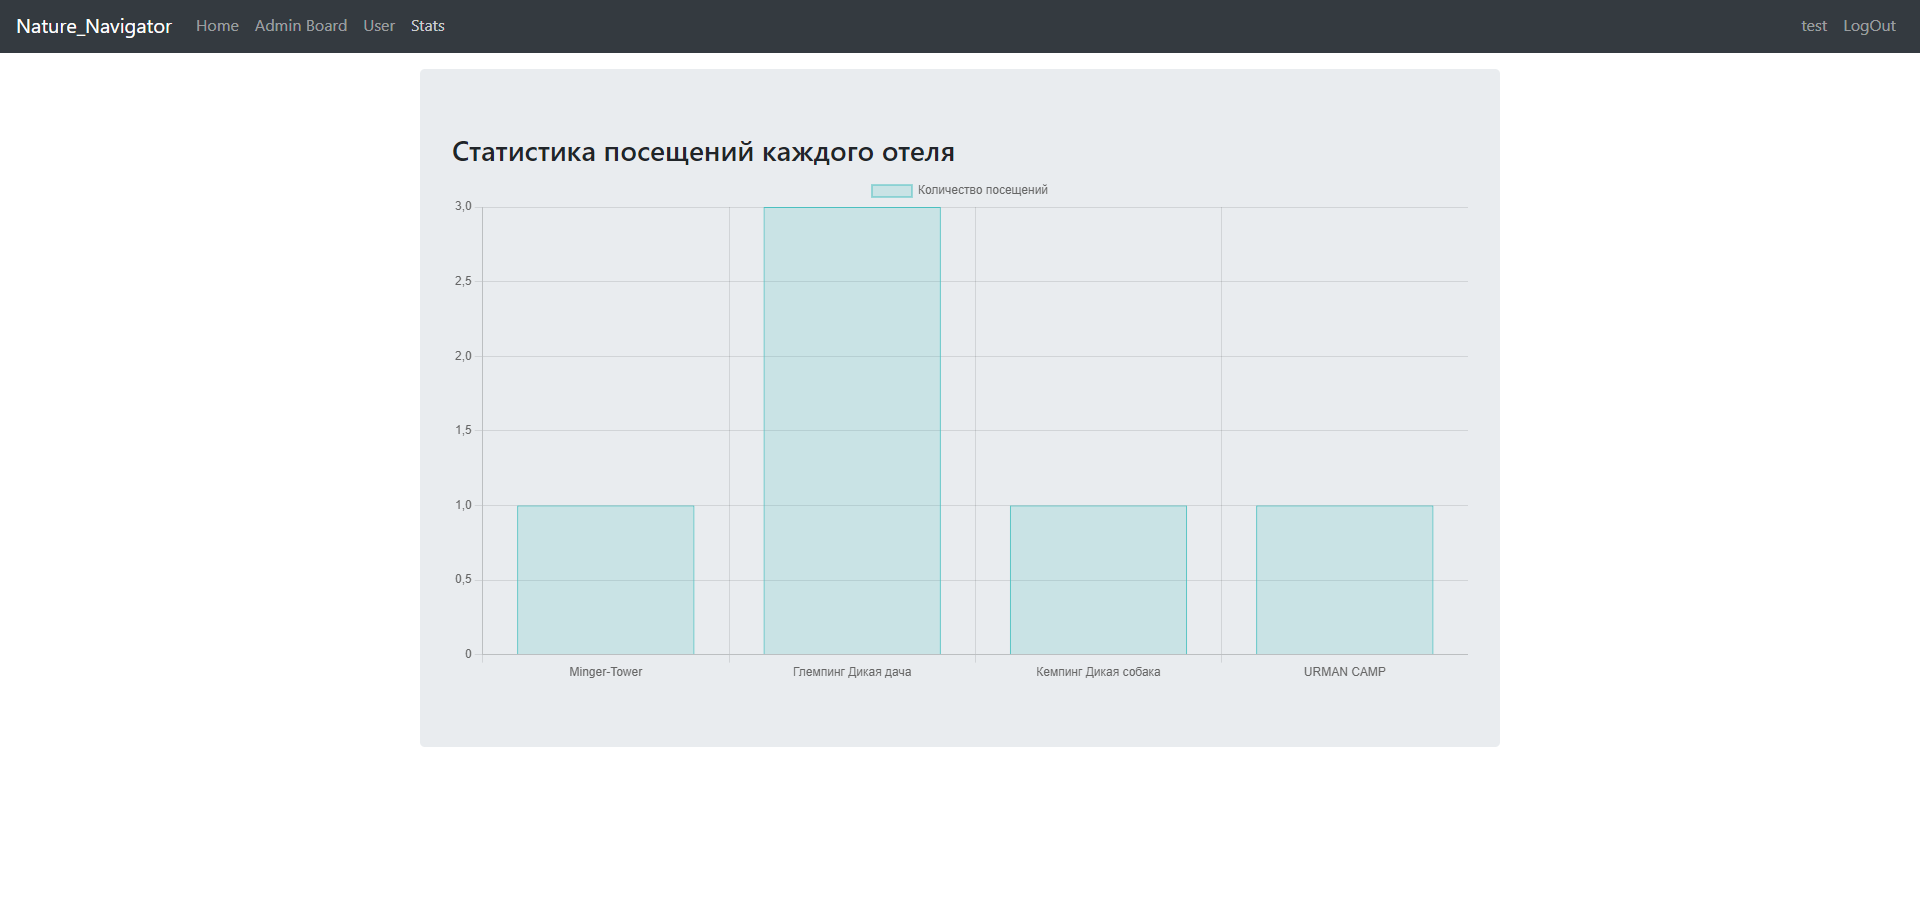 Nature_Navigator Home Admin Board User Stats test LogOut
Статистика посещений каждого отеля
Количество посещений
3,0
2,5
2,0
1,5
1,0
0,5
0
Minger-Tower Глемпинг Дикая дача Кемпинг Дикая собака URMAN CAMP